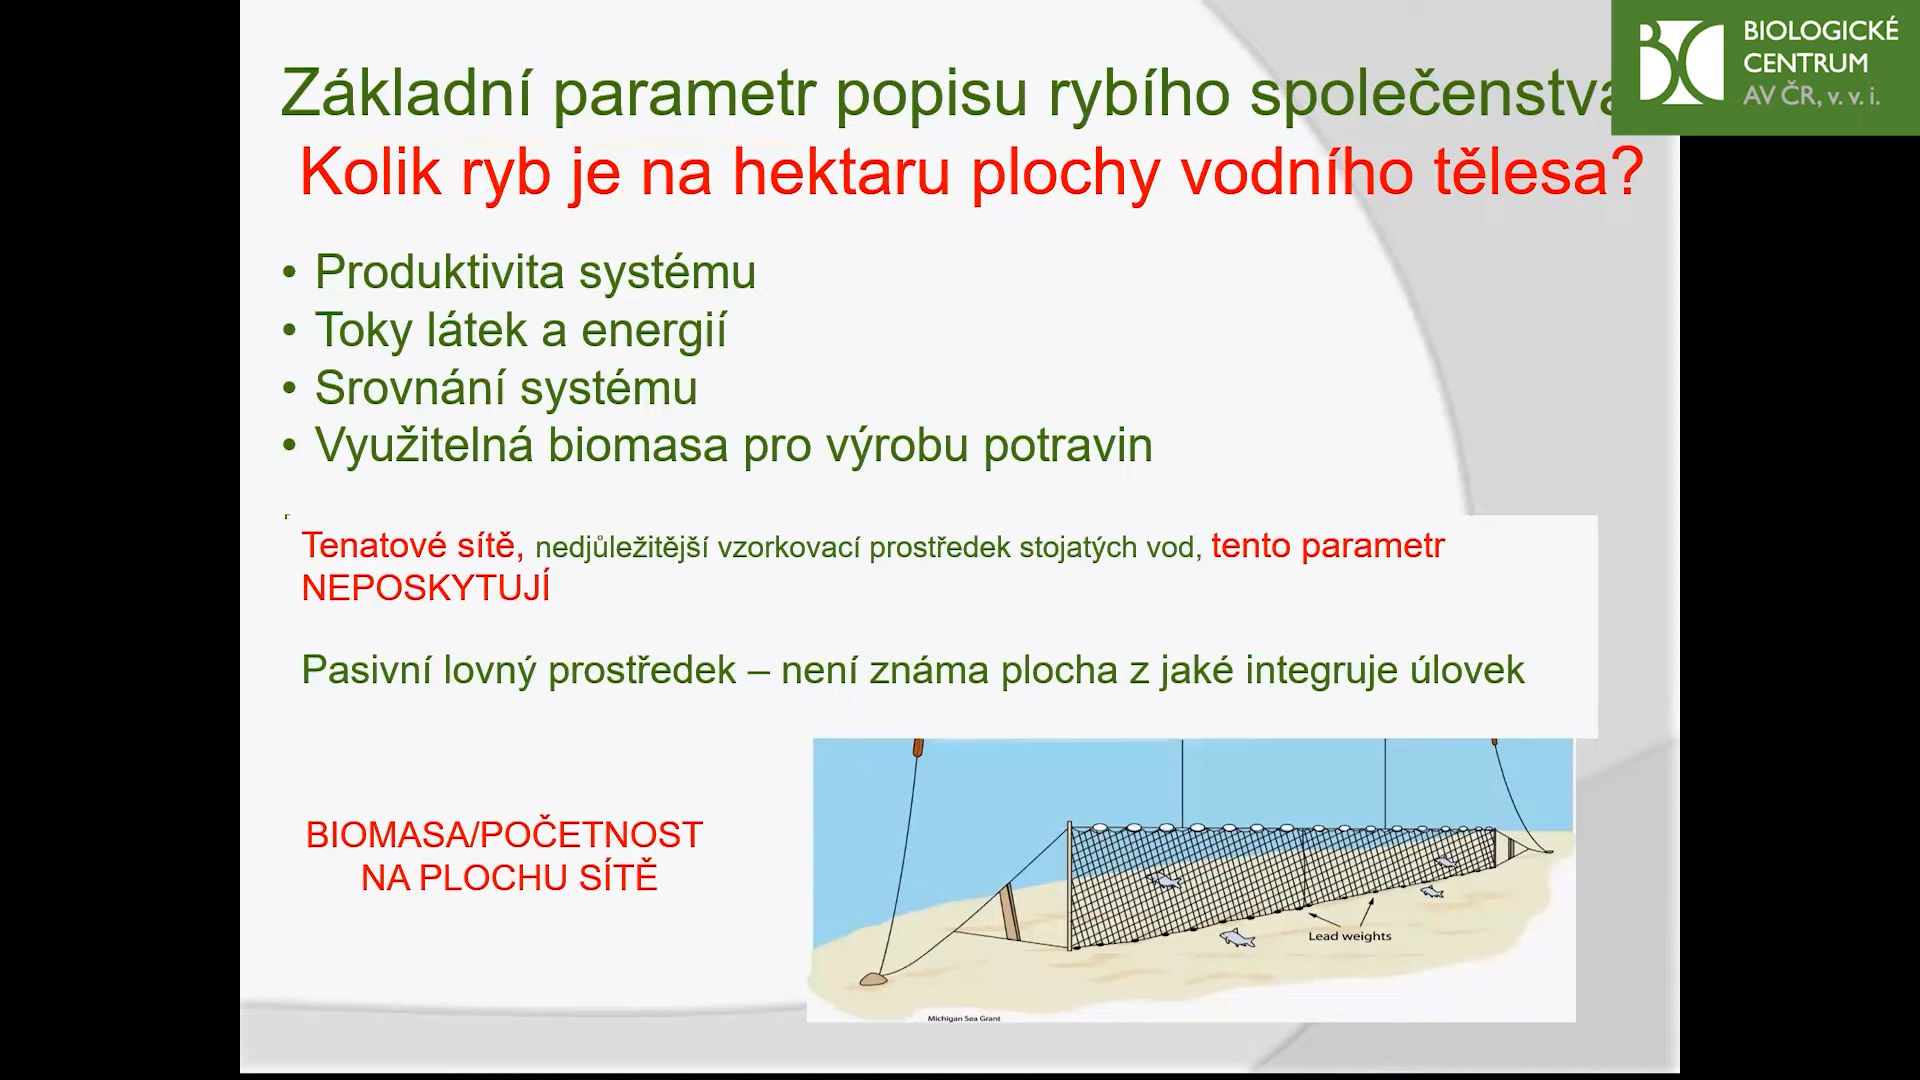 Základní parametr popisu rybího společenstva
BIOLOGICKÉ
CENTRUM
AV ČR, v. v. i.
Kolik ryb je na hektaru plochy vodního tělesa?
• Produktivita systému
• Toky látek a energií
• Srovnání systému
• Využitelná biomasa pro výrobu potravin
Tenatové sítě, nedjůležitější vzorkovací prostředek stojatých vod, tento parametr
NEPOSKYTUJÍ
Pasivní lovný prostředek – není známa plocha z jaké integruje úlovek
BIOMASA/POČETNOST
NA PLOCHU SÍTĚ
Lead weights
Michigan Sea Grant